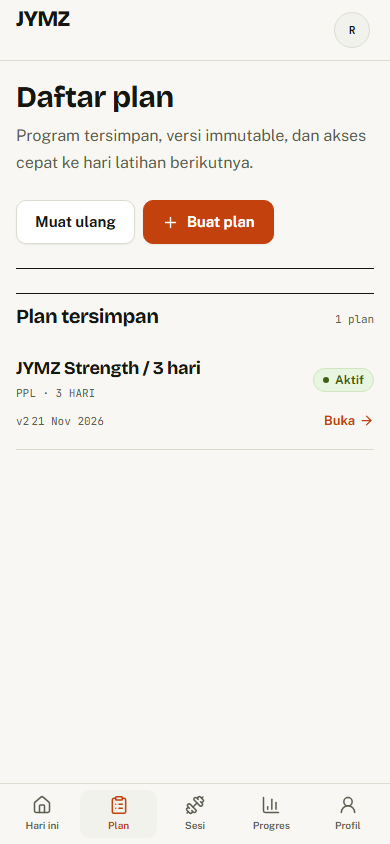 JYMZ
R
Daftar plan
Program tersimpan, versi immutable, dan akses
cepat ke hari latihan berikutnya.
Muat ulang
+ Buat plan
Plan tersimpan
1 plan
JYMZ Strength / 3 hari
PPL · 3 HARI
Aktif
v2 21 Nov 2026
Buka →
Hari ini
Plan
Sesi
Progres
Profil